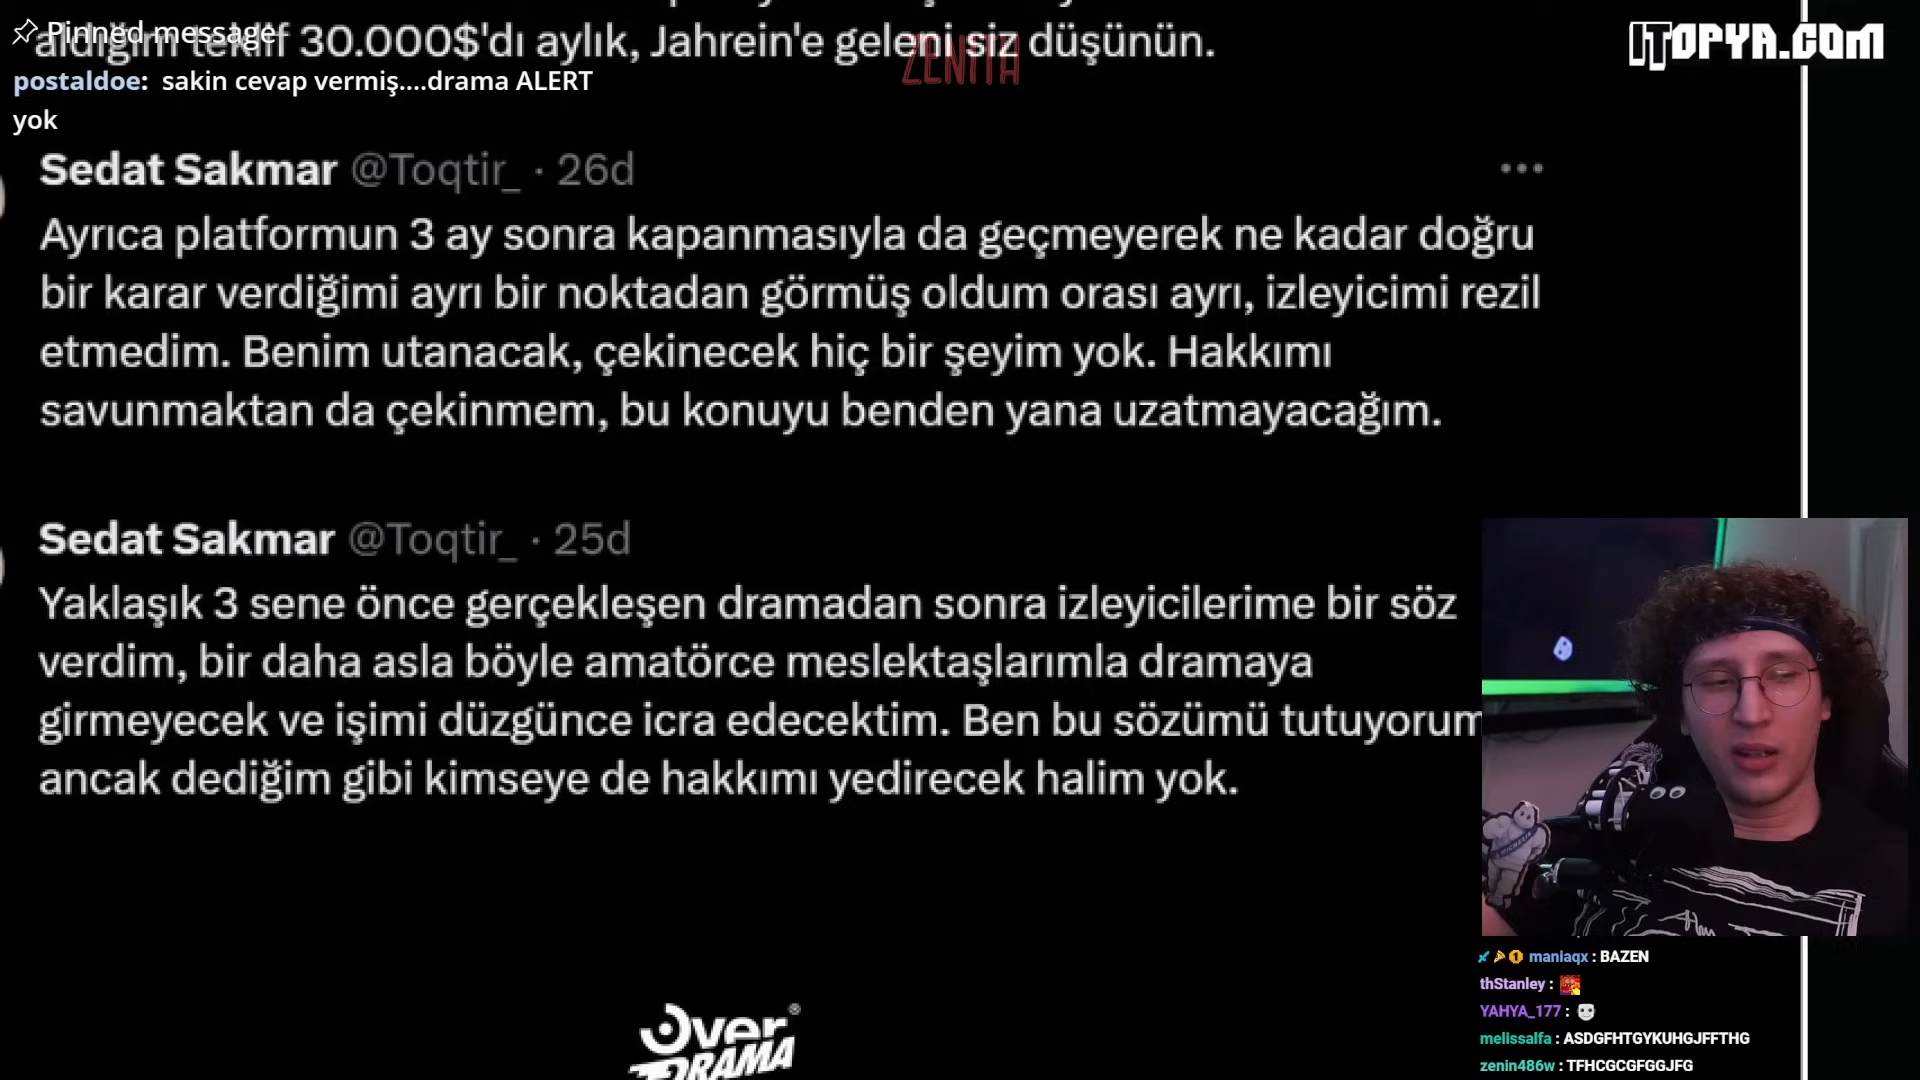 Pinned message
aldığım teklif 30.000$'dı aylık, Jahrein'e geleni siz düşünün.
ZENITH
ITOPYA.COM
postaldoe: sakin cevap vermiş....drama ALERT
yok
Sedat Sakmar @Toqtir_ · 26d
Ayrıca platformun 3 ay sonra kapanmasıyla da geçmeyerek ne kadar doğru
bir karar verdiğimi ayrı bir noktadan görmüş oldum orası ayrı, izleyicimi rezil
etmedim. Benim utanacak, çekinecek hiç bir şeyim yok. Hakkımı
savunmaktan da çekinmem, bu konuyu benden yana uzatmayacağım.
Sedat Sakmar @Toqtir_ · 25d
Yaklaşık 3 sene önce gerçekleşen dramadan sonra izleyicilerime bir söz
verdim, bir daha asla böyle amatörce meslektaşlarımla dramaya
girmeyecek ve işimi düzgünce icra edecektim. Ben bu sözümü tutuyorum
ancak dediğim gibi kimseye de hakkımı yedirecek halim yok.
MICHELIN
maniaqx : BAZEN
thStanley :
YAHYA_177 :
melissalfa : ASDGFHTGYKUHGJFFTHG
zenin486w : TFHCGCGFGGJFG
Over
DRAMA